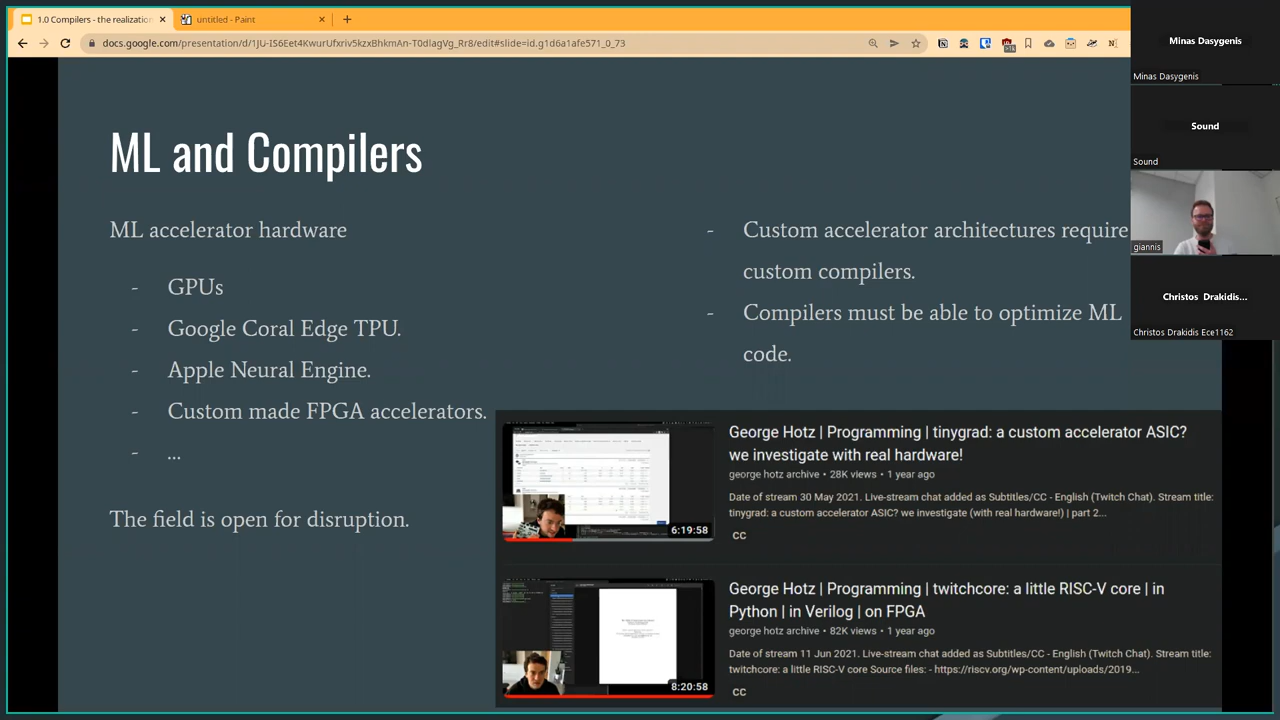 1.0 Compilers - the realization
untitled - Paint
docs.google.com/presentation/d/1JU-IS6Eet4KwurUfxriv5kzxBhkmAn-T0dlagVg_Rr8/edit#slide=id.g1d6a1afe571_0_73
ML and Compilers
ML accelerator hardware
- GPUs
- Google Coral Edge TPU.
- Apple Neural Engine.
- Custom made FPGA accelerators.
- ...
The field is open for disruption.
- Custom accelerator architectures require
custom compilers.
- Compilers must be able to optimize ML
code.
George Hotz | Programming | tinygrad: a custom accelerator ASIC?
we investigate with real hardware!
george hotz archive • 28K views • 1 year ago
Date of stream 30 May 2021. Live-stream chat added as Subtitles/CC - English (Twitch Chat). Stream title:
tinygrad: a custom accelerator ASIC? we investigate (with real hardware!) | part 2...
CC
6:19:58
George Hotz | Programming | twitchcore: a little RISC-V core | in
Python | in Verilog | on FPGA
george hotz archive • 42K views • 1 year ago
Date of stream 11 Jun 2021. Live-stream chat added as Subtitles/CC - English (Twitch Chat). Stream title:
twitchcore: a little RISC-V core Source files: - https://riscv.org/wp-content/uploads/2019...
CC
8:20:58
Minas Dasygenis
Minas Dasygenis
Sound
Sound
giannis
Christos Drakidis...
Christos Drakidis Ece1162